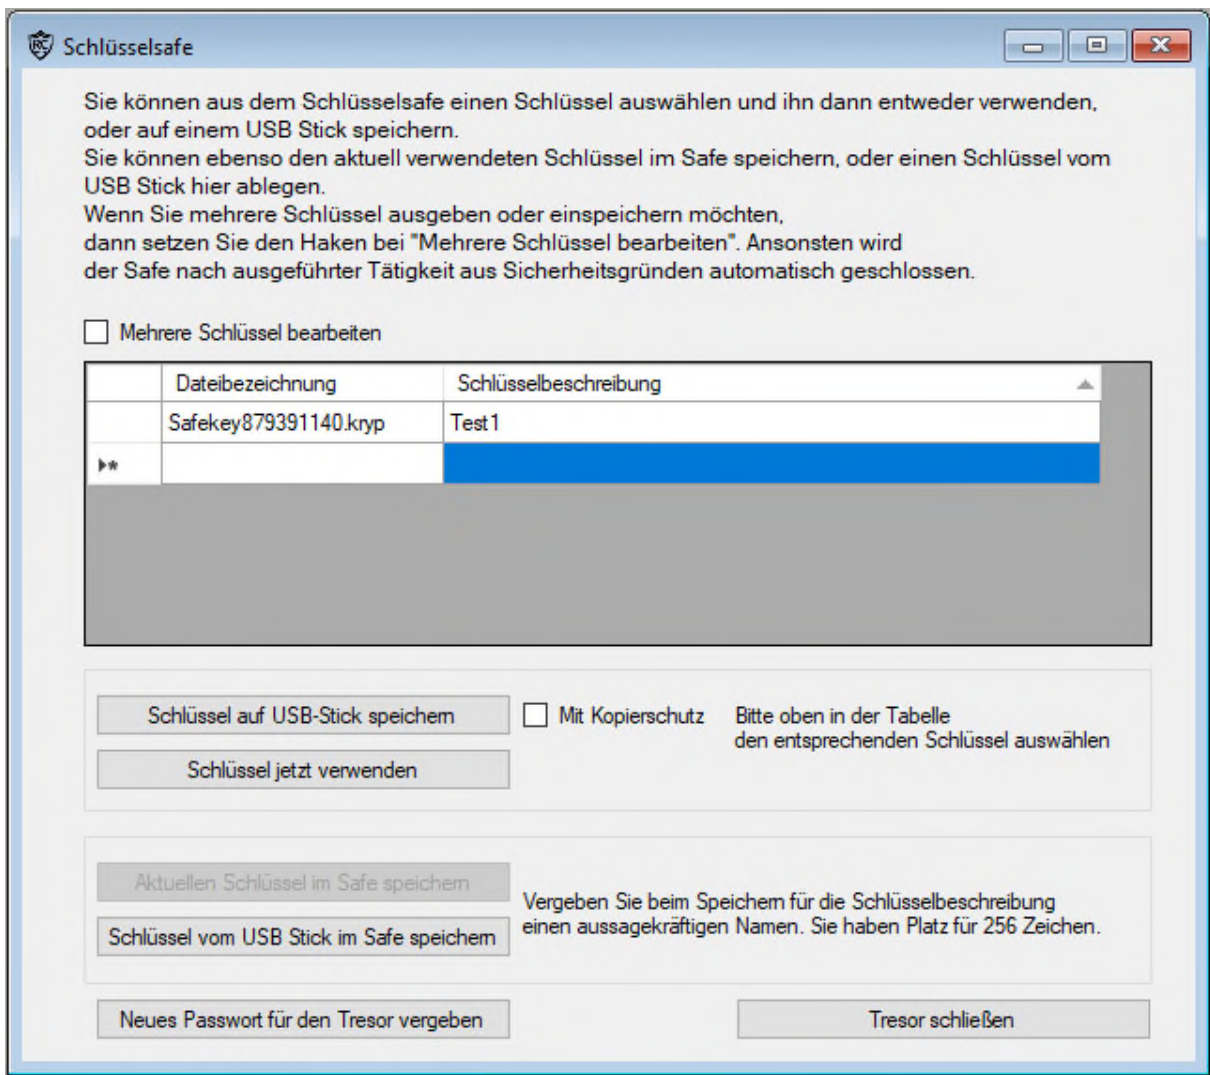 Schlüsselsafe
Sie können aus dem Schlüsselsafe einen Schlüssel auswählen und ihn dann entweder verwenden,
oder auf einem USB Stick speichern.
Sie können ebenso den aktuell verwendeten Schlüssel im Safe speichern, oder einen Schlüssel vom
USB Stick hier ablegen.
Wenn Sie mehrere Schlüssel ausgeben oder einspeichern möchten,
dann setzen Sie den Haken bei "Mehrere Schlüssel bearbeiten". Ansonsten wird
der Safe nach ausgeführter Tätigkeit aus Sicherheitsgründen automatisch geschlossen.
Mehrere Schlüssel bearbeiten
Dateibezeichnung Schlüsselbeschreibung
Safekey879391140.kryp Test1
Schlüssel auf USB-Stick speichern Mit Kopierschutz Bitte oben in der Tabelle
den entsprechenden Schlüssel auswählen
Schlüssel jetzt verwenden
Aktuellen Schlüssel im Safe speichern
Vergeben Sie beim Speichern für die Schlüsselbeschreibung
einen aussagekräftigen Namen. Sie haben Platz für 256 Zeichen.
Schlüssel vom USB Stick im Safe speichern
Neues Passwort für den Tresor vergeben Tresor schließen